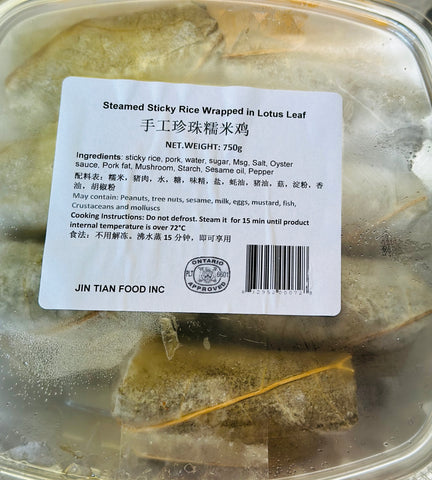 Steamed Sticky Rice Wrapped in Lotus Leaf
手工珍珠糯米鸡
NET.WEIGHT: 750g
Ingredients: sticky rice, pork, water, sugar, Msg, Salt, Oyster
sauce, Pork fat, Mushroom, Starch, Sesame oil, Pepper
配料表：糯米，猪肉，水，糖，味精，盐，蚝油，猪油，菇，淀粉，香
油，胡椒粉
May contain: Peanuts, tree nuts, sesame, milk, eggs, mustard, fish,
Crustaceans and molluscs
Cooking Instructions: Do not defrost. Steam it for 15 min until product
internal temperature is over 72°C
食法：不用解冻，沸水蒸 15 分钟，即可享用
ONTARIO
APPROVED
JIN TIAN FOOD INC